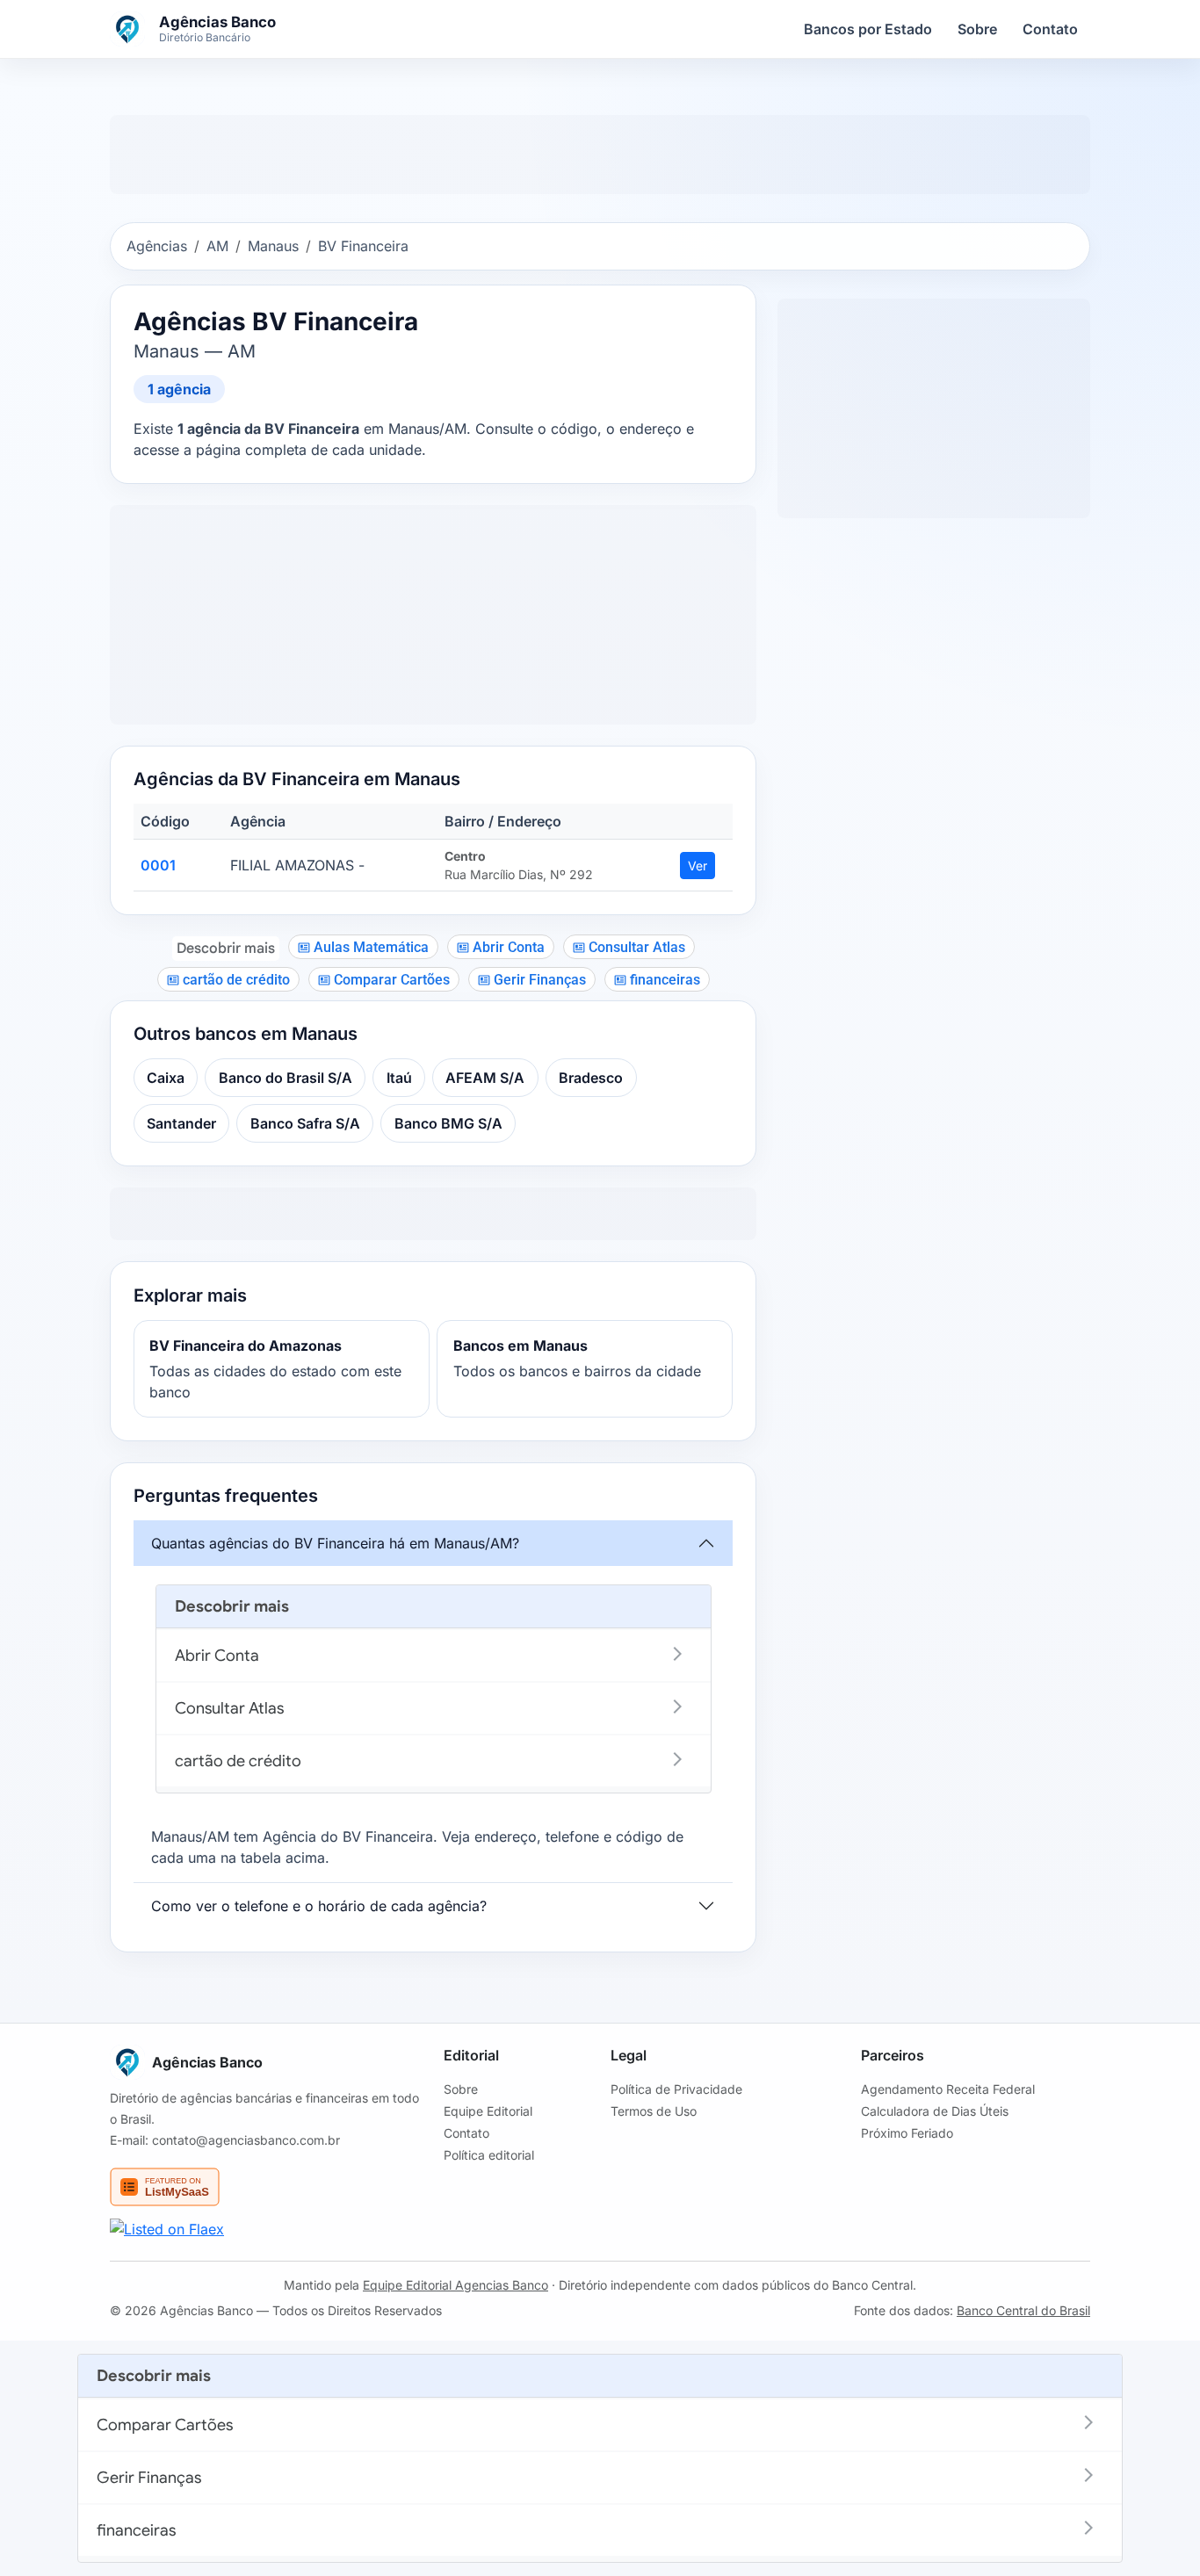 Agências Banco
Diretório Bancário
Bancos por Estado
Sobre
Contato
Agências / AM / Manaus / BV Financeira
Agências BV Financeira
Manaus — AM
1 agência
Existe 1 agência da BV Financeira em Manaus/AM. Consulte o código, o endereço e
acesse a página completa de cada unidade.
Agências da BV Financeira em Manaus
Código Agência Bairro / Endereço
0001 FILIAL AMAZONAS - Centro
Rua Marcílio Dias, Nº 292
Ver
Descobrir mais Aulas Matemática Abrir Conta Consultar Atlas
cartão de crédito Comparar Cartões Gerir Finanças financeiras
Outros bancos em Manaus
Caixa Banco do Brasil S/A Itaú AFEAM S/A Bradesco
Santander Banco Safra S/A Banco BMG S/A
Explorar mais
BV Financeira do Amazonas
Todas as cidades do estado com este
banco
Bancos em Manaus
Todos os bancos e bairros da cidade
Perguntas frequentes
Quantas agências do BV Financeira há em Manaus/AM?
Descobrir mais
Abrir Conta
Consultar Atlas
cartão de crédito
Manaus/AM tem Agência do BV Financeira. Veja endereço, telefone e código de
cada uma na tabela acima.
Como ver o telefone e o horário de cada agência?
Agências Banco
Diretório de agências bancárias e financeiras em todo
o Brasil.
E-mail: contato@agenciasbanco.com.br
FEATURED ON
ListMySaaS
Listed on Flaex
Editorial
Sobre
Equipe Editorial
Contato
Política editorial
Legal
Política de Privacidade
Termos de Uso
Parceiros
Agendamento Receita Federal
Calculadora de Dias Úteis
Próximo Feriado
Mantido pela Equipe Editorial Agencias Banco · Diretório independente com dados públicos do Banco Central.
© 2026 Agências Banco — Todos os Direitos Reservados
Fonte dos dados: Banco Central do Brasil
Descobrir mais
Comparar Cartões
Gerir Finanças
financeiras